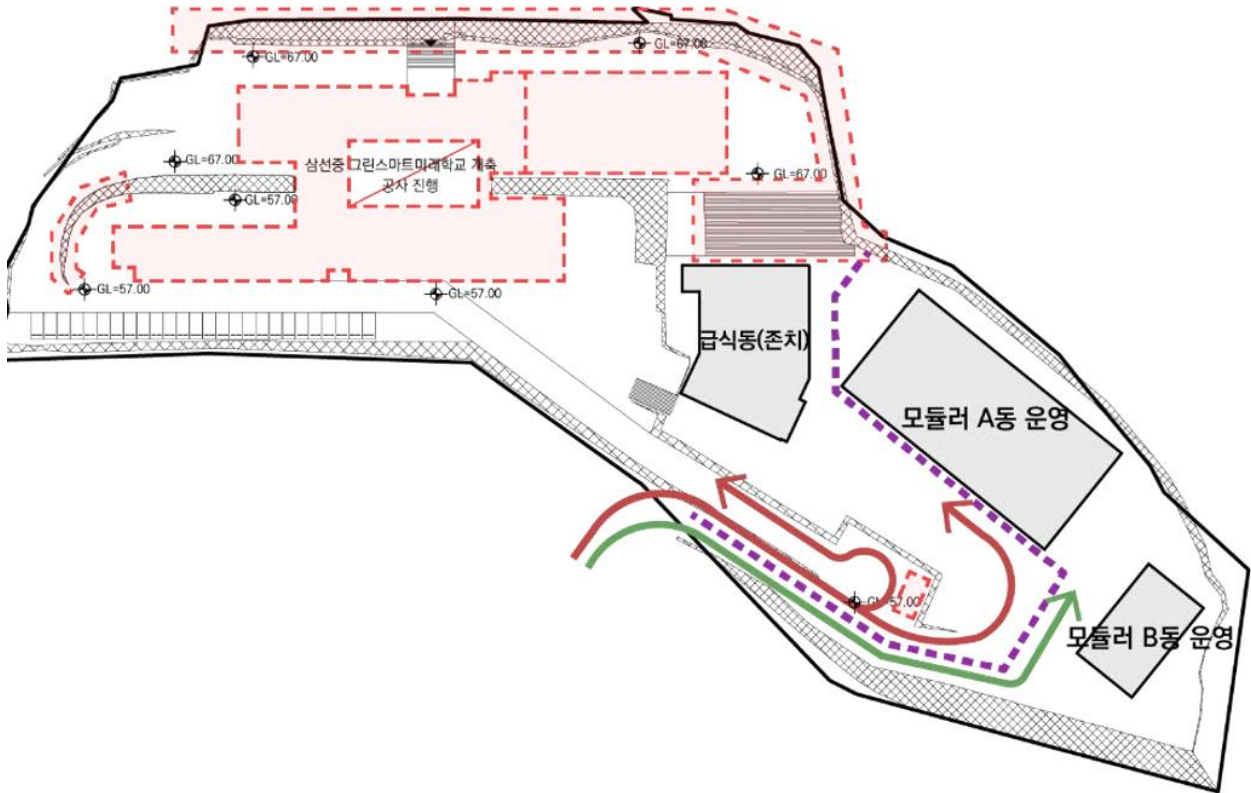 GL=67.00
GL=67.00
GL=67.00
삼선중 그린스마트미래학교 개축
공사 진행
GL=67.00
GL=57.00
GL=57.00
GL=57.00
급식동(존치)
모듈러 A동 운영
GL=57.00
모듈러 B동 운영